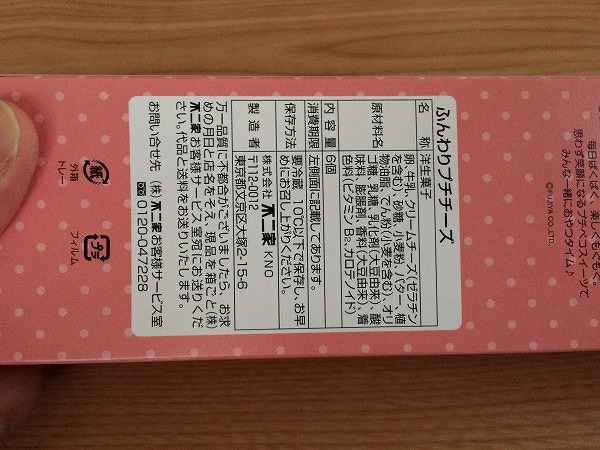 ふんわりプチチーズ
名称 洋生菓子
原材料名 卵、牛乳、クリームチーズ(ゼラチン
を含む)、砂糖、小麦粉、バター、植
物油脂、でん粉(小麦を含む)、オリ
ゴ糖、乳糖、乳化剤(大豆由来)、酸
味料、膨脹剤、香料(大豆由来)、着
色料(ビタミンB₂、カロテノイド)
内容量 6個
消費期限 左側面に記載してあります。
保存方法 要冷蔵、10℃以下で保存し、お早
めにお召し上がりください。
製造者 株式会社 不二家 KNO
〒112-0012
東京都文京区大塚2-15-6
万一品質に不都合がございましたら、お求
めの月日と店名を添え、現品を箱ごと(株)
不二家お客様サービス室宛にお送りくだ
さい。代品と送料をお送りいたします。
お問い合せ先 (株)不二家お客様サービス室
0120-047228
毎日ぱくぱく、楽しくもぐもぐ。
思わず笑顔になるプチペコスイーツで
みんな一緒におやつタイム♪
©FUJIYA CO.,LTD.
紙
外箱
トレー
プラ
フィルム